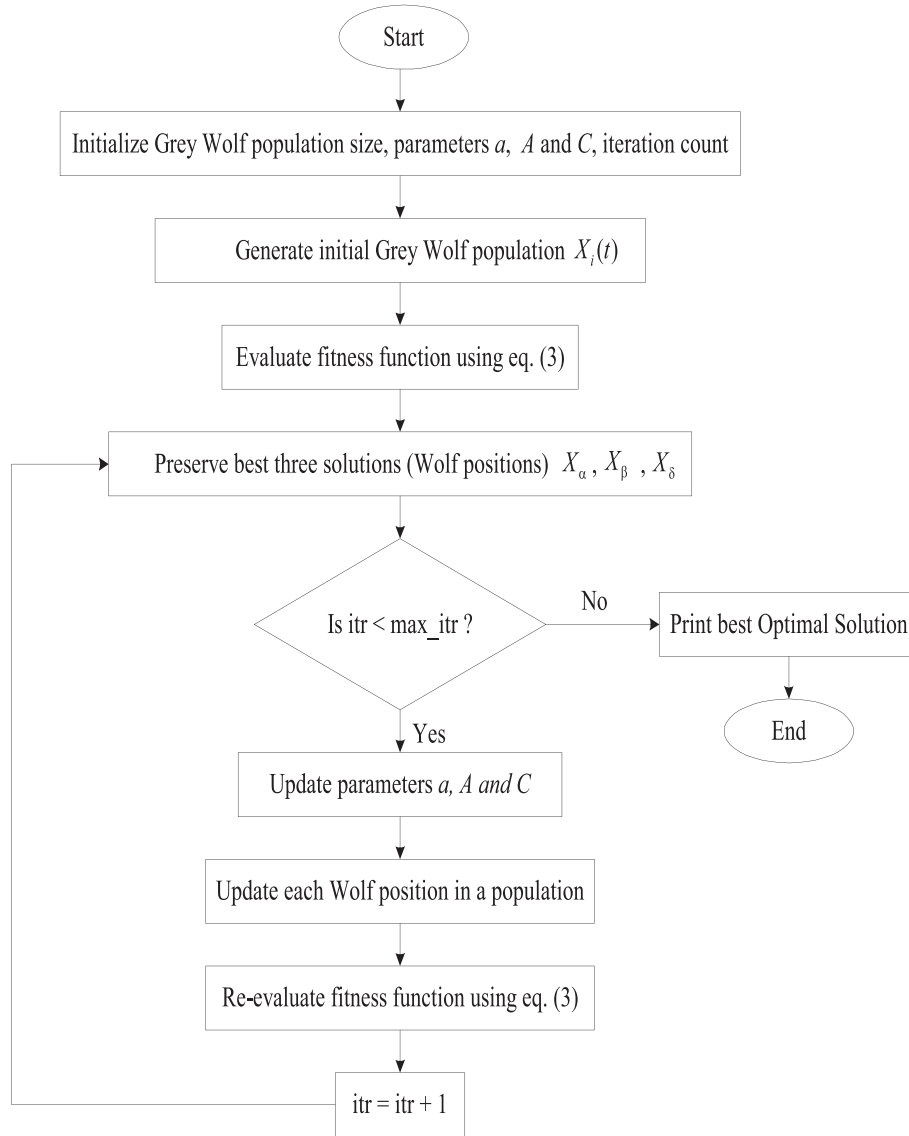 Start
Initialize Grey Wolf population size, parameters a, A and C, iteration count
Generate initial Grey Wolf population X_i(t)
Evaluate fitness function using eq. (3)
Preserve best three solutions (Wolf positions) X_α , X_β , X_δ
Is itr < max_itr ?
No
Print best Optimal Solution
Yes
End
Update parameters a, A and C
Update each Wolf position in a population
Re-evaluate fitness function using eq. (3)
itr = itr + 1